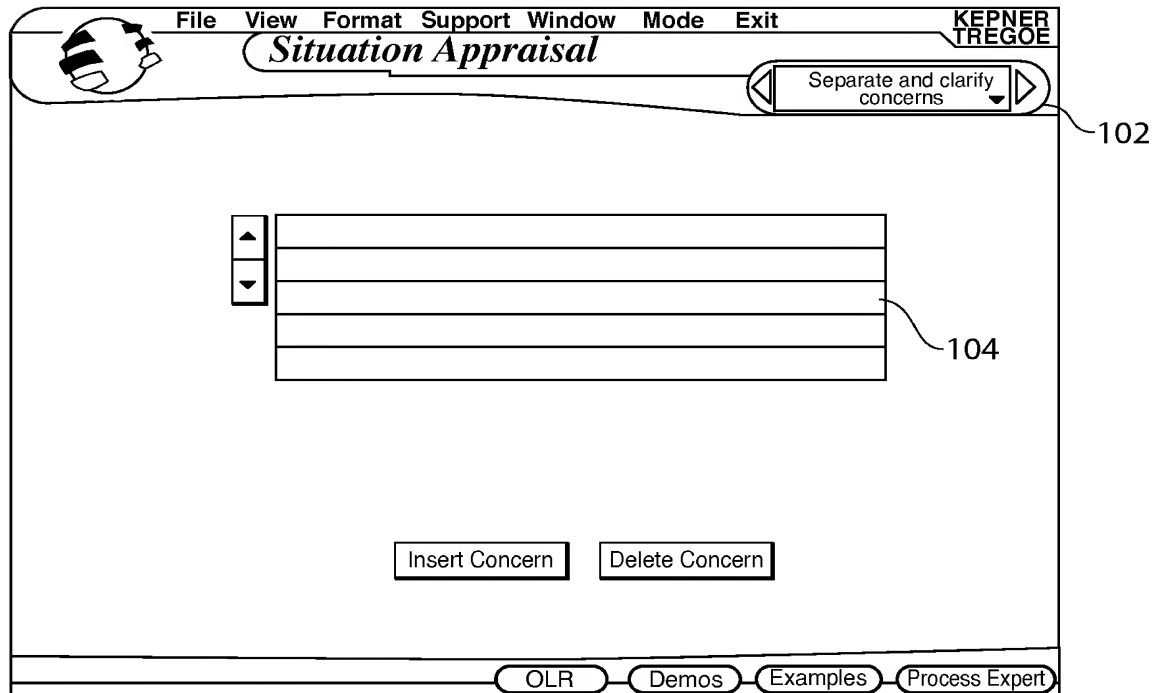 File View Format Support Window Mode Exit
KEPNER
TREGOE
Situation Appraisal
Separate and clarify
concerns
102
104
Insert Concern Delete Concern
OLR Demos Examples Process Expert